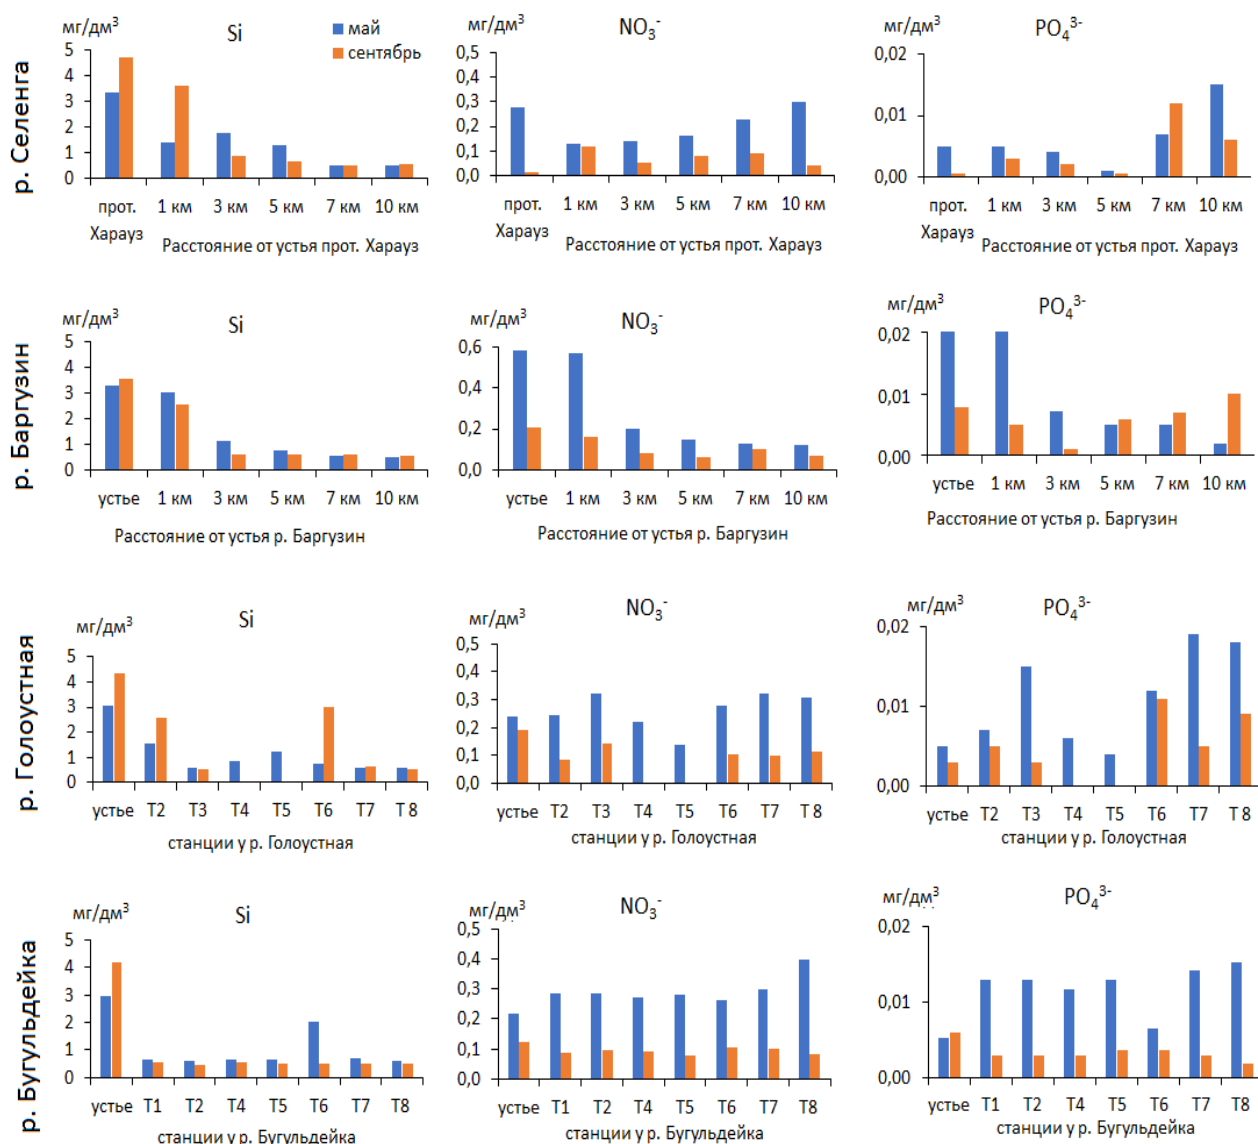 р. Селенга
мг/дм³
Si
май
сентябрь
5
4
3
2
1
0
прот. Харауз 1 км 3 км 5 км 7 км 10 км
Расстояние от устья прот. Харауз
мг/дм³
NO₃⁻
0,5
0,4
0,3
0,2
0,1
0,0
прот. Харауз 1 км 3 км 5 км 7 км 10 км
Расстояние от устья прот. Харауз
мг/дм³
PO₄³⁻
0,02
0,01
0,00
прот. Харауз 1 км 3 км 5 км 7 км 10 км
Расстояние от устья прот. Харауз
р. Баргузин
мг/дм³
Si
5
4
3
2
1
0
устье 1 км 3 км 5 км 7 км 10 км
Расстояние от устья р. Баргузин
мг/дм³
NO₃⁻
0,6
0,4
0,2
0,0
устье 1 км 3 км 5 км 7 км 10 км
Расстояние от устья р. Баргузин
мг/дм³
PO₄³⁻
0,02
0,01
0,00
устье 1 км 3 км 5 км 7 км 10 км
Расстояние от устья р. Баргузин
р. Голоустная
мг/дм³
Si
5
4
3
2
1
0
устье Т2 Т3 Т4 Т5 Т6 Т7 Т 8
станции у р. Голоустная
мг/дм³
NO₃⁻
0,5
0,4
0,3
0,2
0,1
0,0
устье Т2 Т3 Т4 Т5 Т6 Т7 Т 8
станции у р. Голоустная
мг/дм³
PO₄³⁻
0,02
0,01
0,00
устье Т2 Т3 Т4 Т5 Т6 Т7 Т 8
станции у р. Голоустная
р. Бугульдейка
мг/дм³
Si
5
4
3
2
1
0
устье Т1 Т2 Т4 Т5 Т6 Т7 Т8
станции у р. Бугульдейка
мг/дм³
NO₃⁻
0,5
0,4
0,3
0,2
0,1
0,0
устье Т1 Т2 Т4 Т5 Т6 Т7 Т8
станции у р. Бугульдейка
мг/дм³
PO₄³⁻
0,02
0,01
0,00
устье Т1 Т2 Т4 Т5 Т6 Т7 Т8
станции у р. Бугульдейка